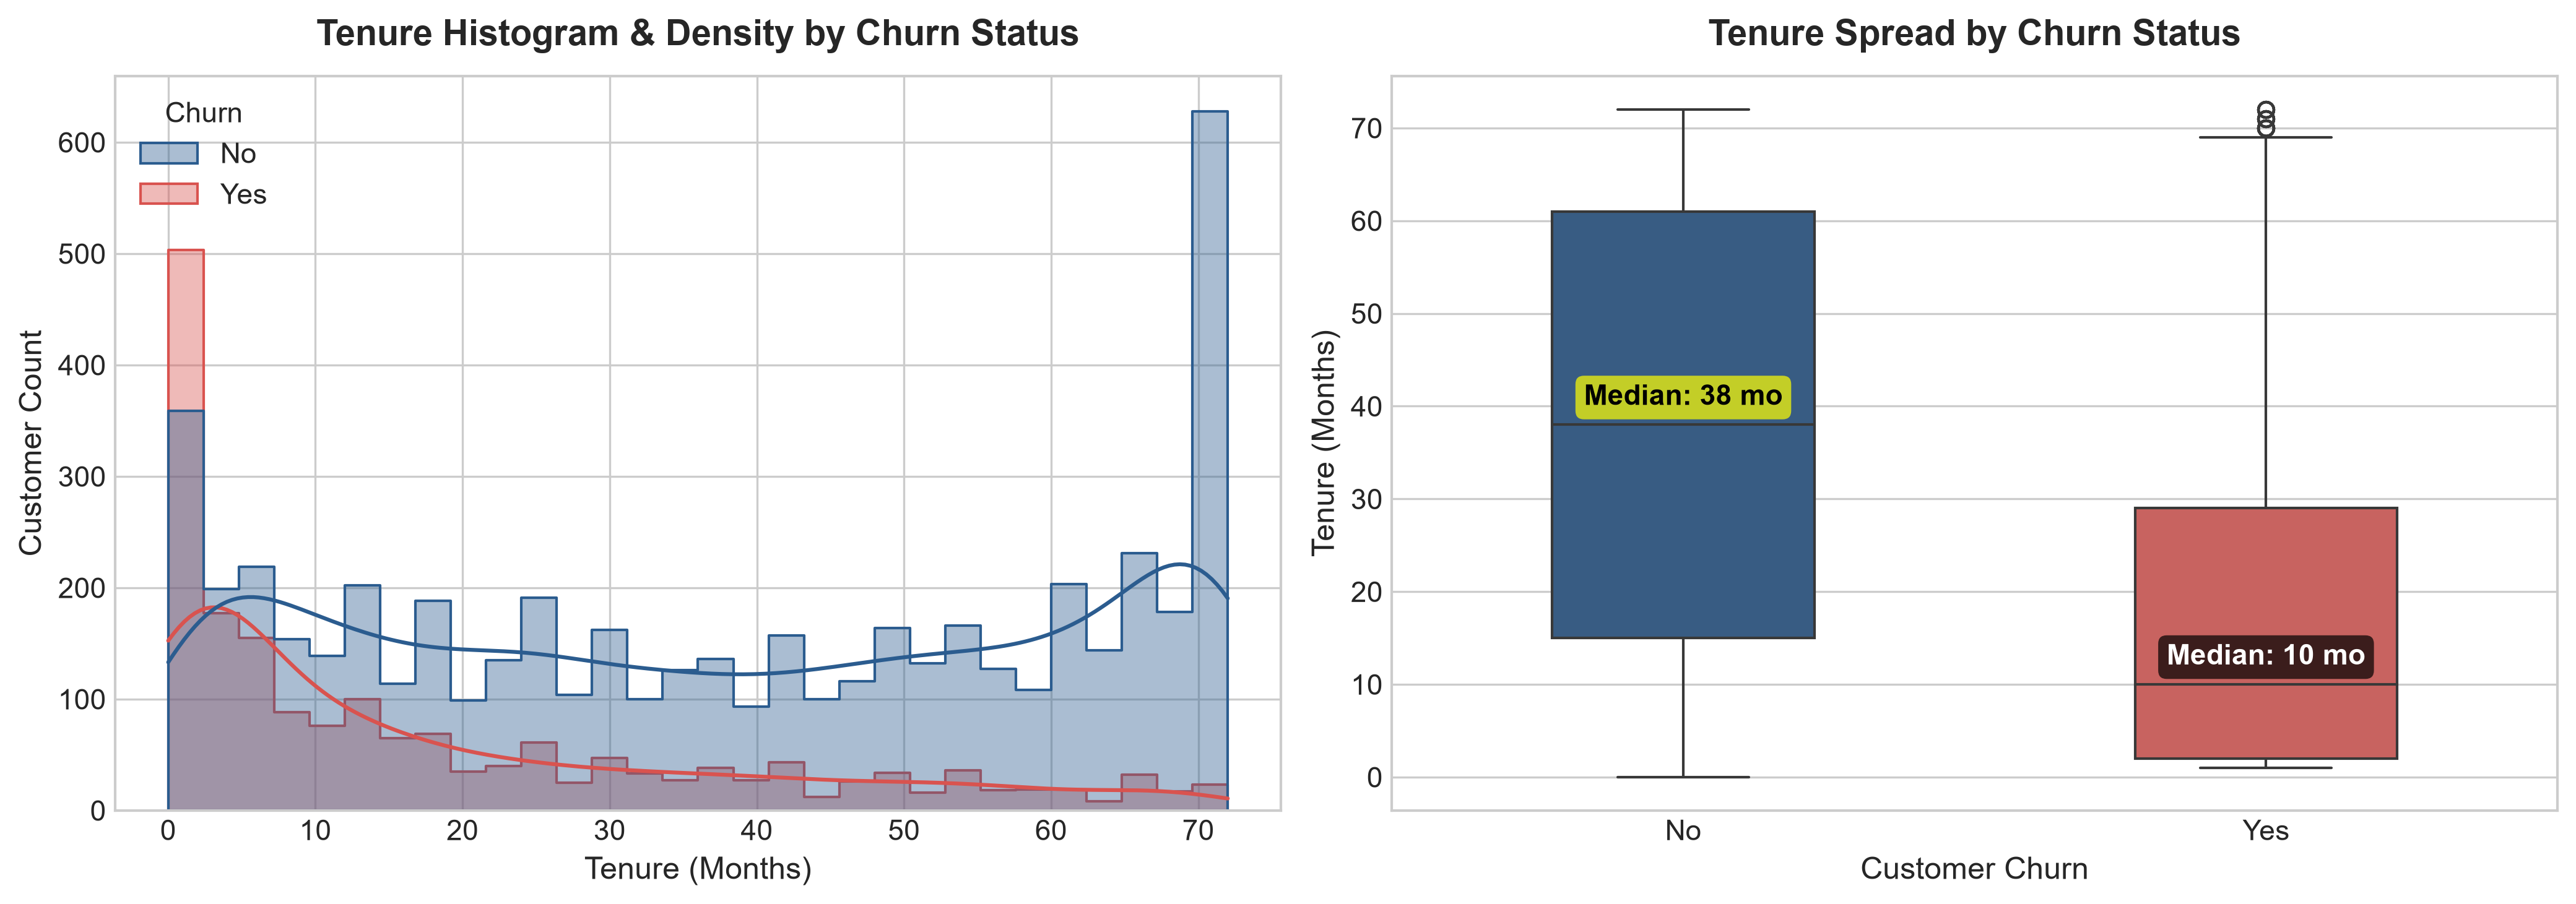 Tenure Histogram & Density by Churn Status
Churn
No
Yes
600
500
400
300
200
100
0
Customer Count
0 10 20 30 40 50 60 70
Tenure (Months)
Tenure Spread by Churn Status
70
60
50
40
30
20
10
0
Tenure (Months)
Median: 38 mo
Median: 10 mo
No Yes
Customer Churn